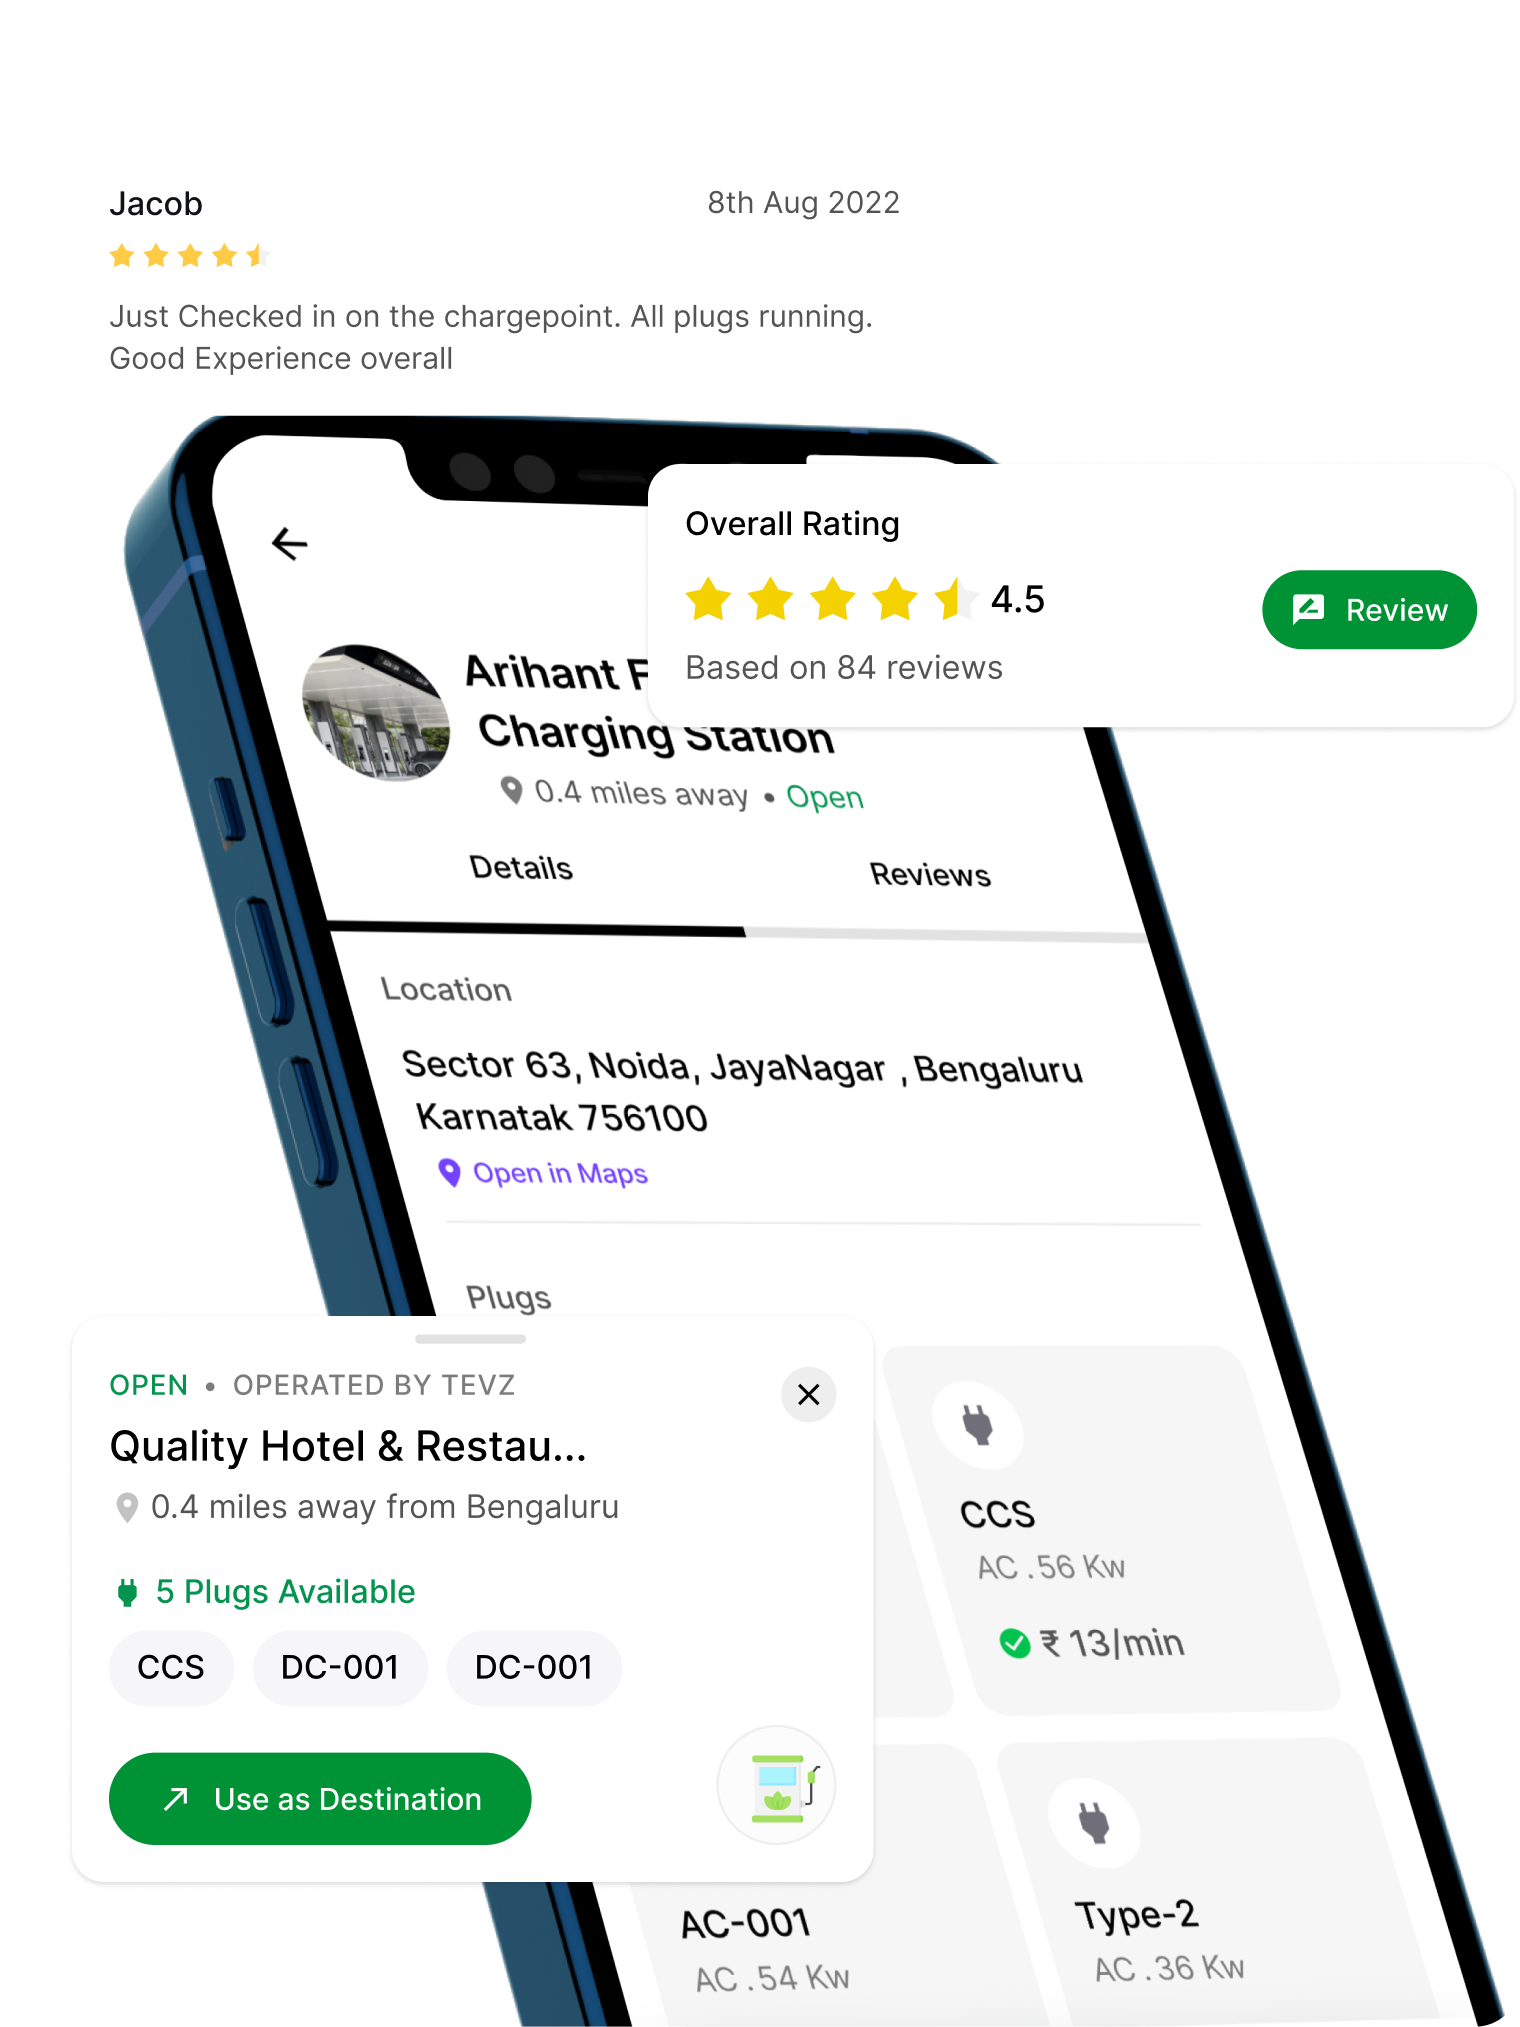 Jacob
8th Aug 2022
Just Checked in on the chargepoint. All plugs running.
Good Experience overall
Overall Rating
4.5
Based on 84 reviews
Review
Arihant
Charging Station
0.4 miles away • Open
Details
Reviews
Location
Sector 63, Noida, JayaNagar , Bengaluru
Karnatak 756100
Open in Maps
Plugs
OPEN • OPERATED BY TEVZ
Quality Hotel & Restau...
0.4 miles away from Bengaluru
5 Plugs Available
CCS
DC-001
DC-001
Use as Destination
CCS
AC . 56 Kw
₹ 13/min
AC-001
AC . 54 Kw
Type-2
AC . 36 Kw